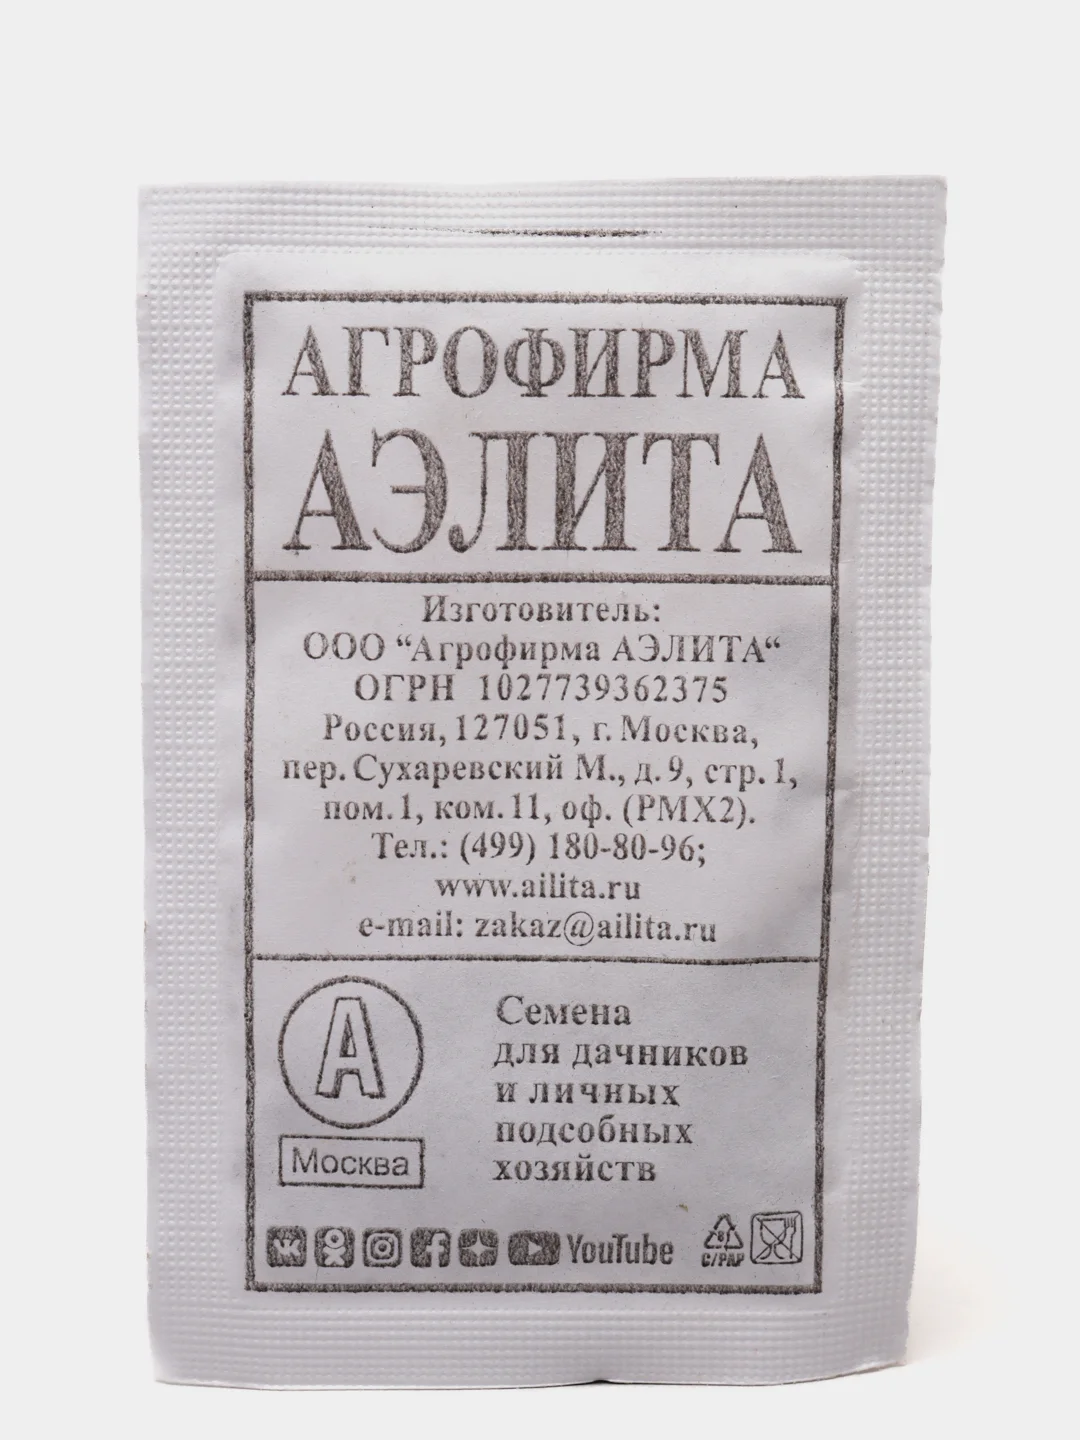 АГРОФИРМА
АЭЛИТА
Изготовитель:
ООО “Агрофирма АЭЛИТА“
ОГРН 1027739362375
Россия, 127051, г. Москва,
пер. Сухаревский М., д. 9, стр. 1,
пом. 1, ком. 11, оф. (РМХ2).
Тел.: (499) 180-80-96;
www.ailita.ru
e-mail: zakaz@ailita.ru
А
Москва
Семена
для дачников
и личных
подсобных
хозяйств
YouTube
C/PAP